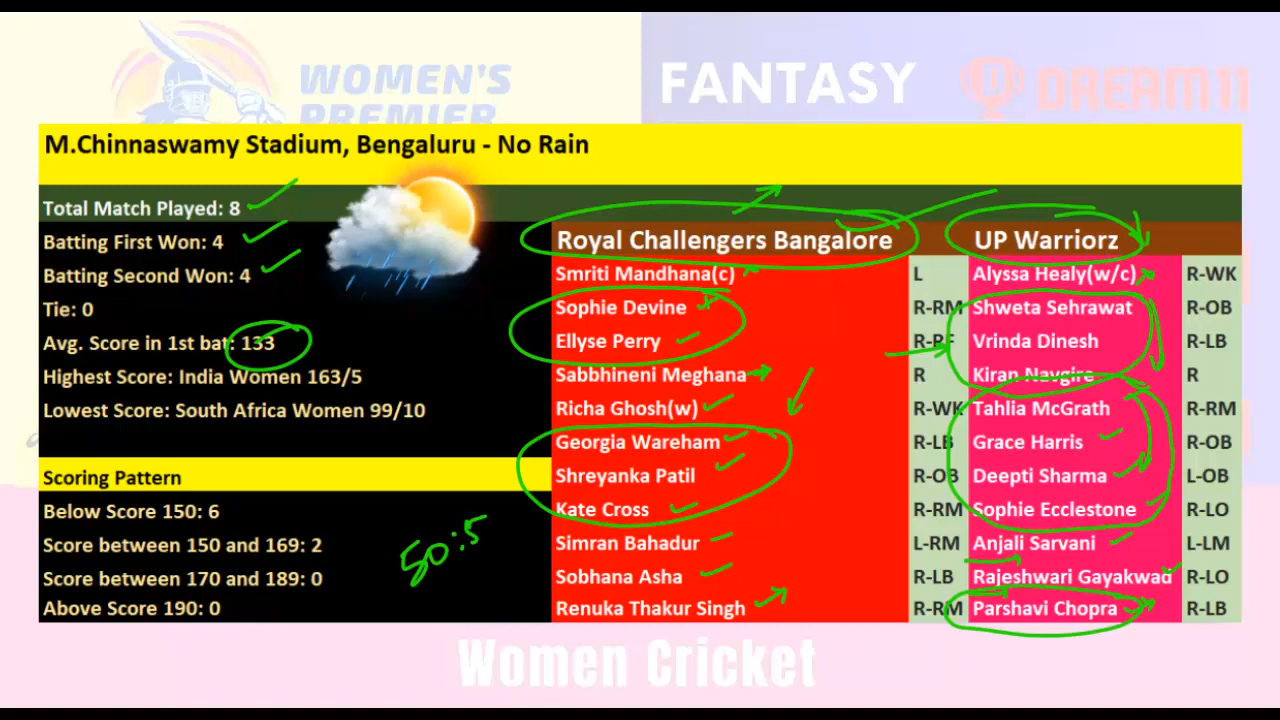 WOMEN'S
PREMIER
FANTASY
DREAM11
M.Chinnaswamy Stadium, Bengaluru - No Rain
Total Match Played: 8
Batting First Won: 4
Batting Second Won: 4
Tie: 0
Avg. Score in 1st bat: 133
Highest Score: India Women 163/5
Lowest Score: South Africa Women 99/10
Scoring Pattern
Below Score 150: 6
Score between 150 and 169: 2
Score between 170 and 189: 0
Above Score 190: 0
50:5
Royal Challengers Bangalore
Smriti Mandhana(c) L
Sophie Devine R-RM
Ellyse Perry R-RF
Sabbhineni Meghana R
Richa Ghosh(w) R-WK
Georgia Wareham R-LB
Shreyanka Patil R-OB
Kate Cross R-RM
Simran Bahadur L-RM
Sobhana Asha R-LB
Renuka Thakur Singh R-RM
UP Warriorz
Alyssa Healy(w/c) R-WK
Shweta Sehrawat R-OB
Vrinda Dinesh R-LB
Kiran Navgire R
Tahlia McGrath R-RM
Grace Harris R-OB
Deepti Sharma L-OB
Sophie Ecclestone R-LO
Anjali Sarvani L-LM
Rajeshwari Gayakwad R-LO
Parshavi Chopra R-LB
Women Cricket